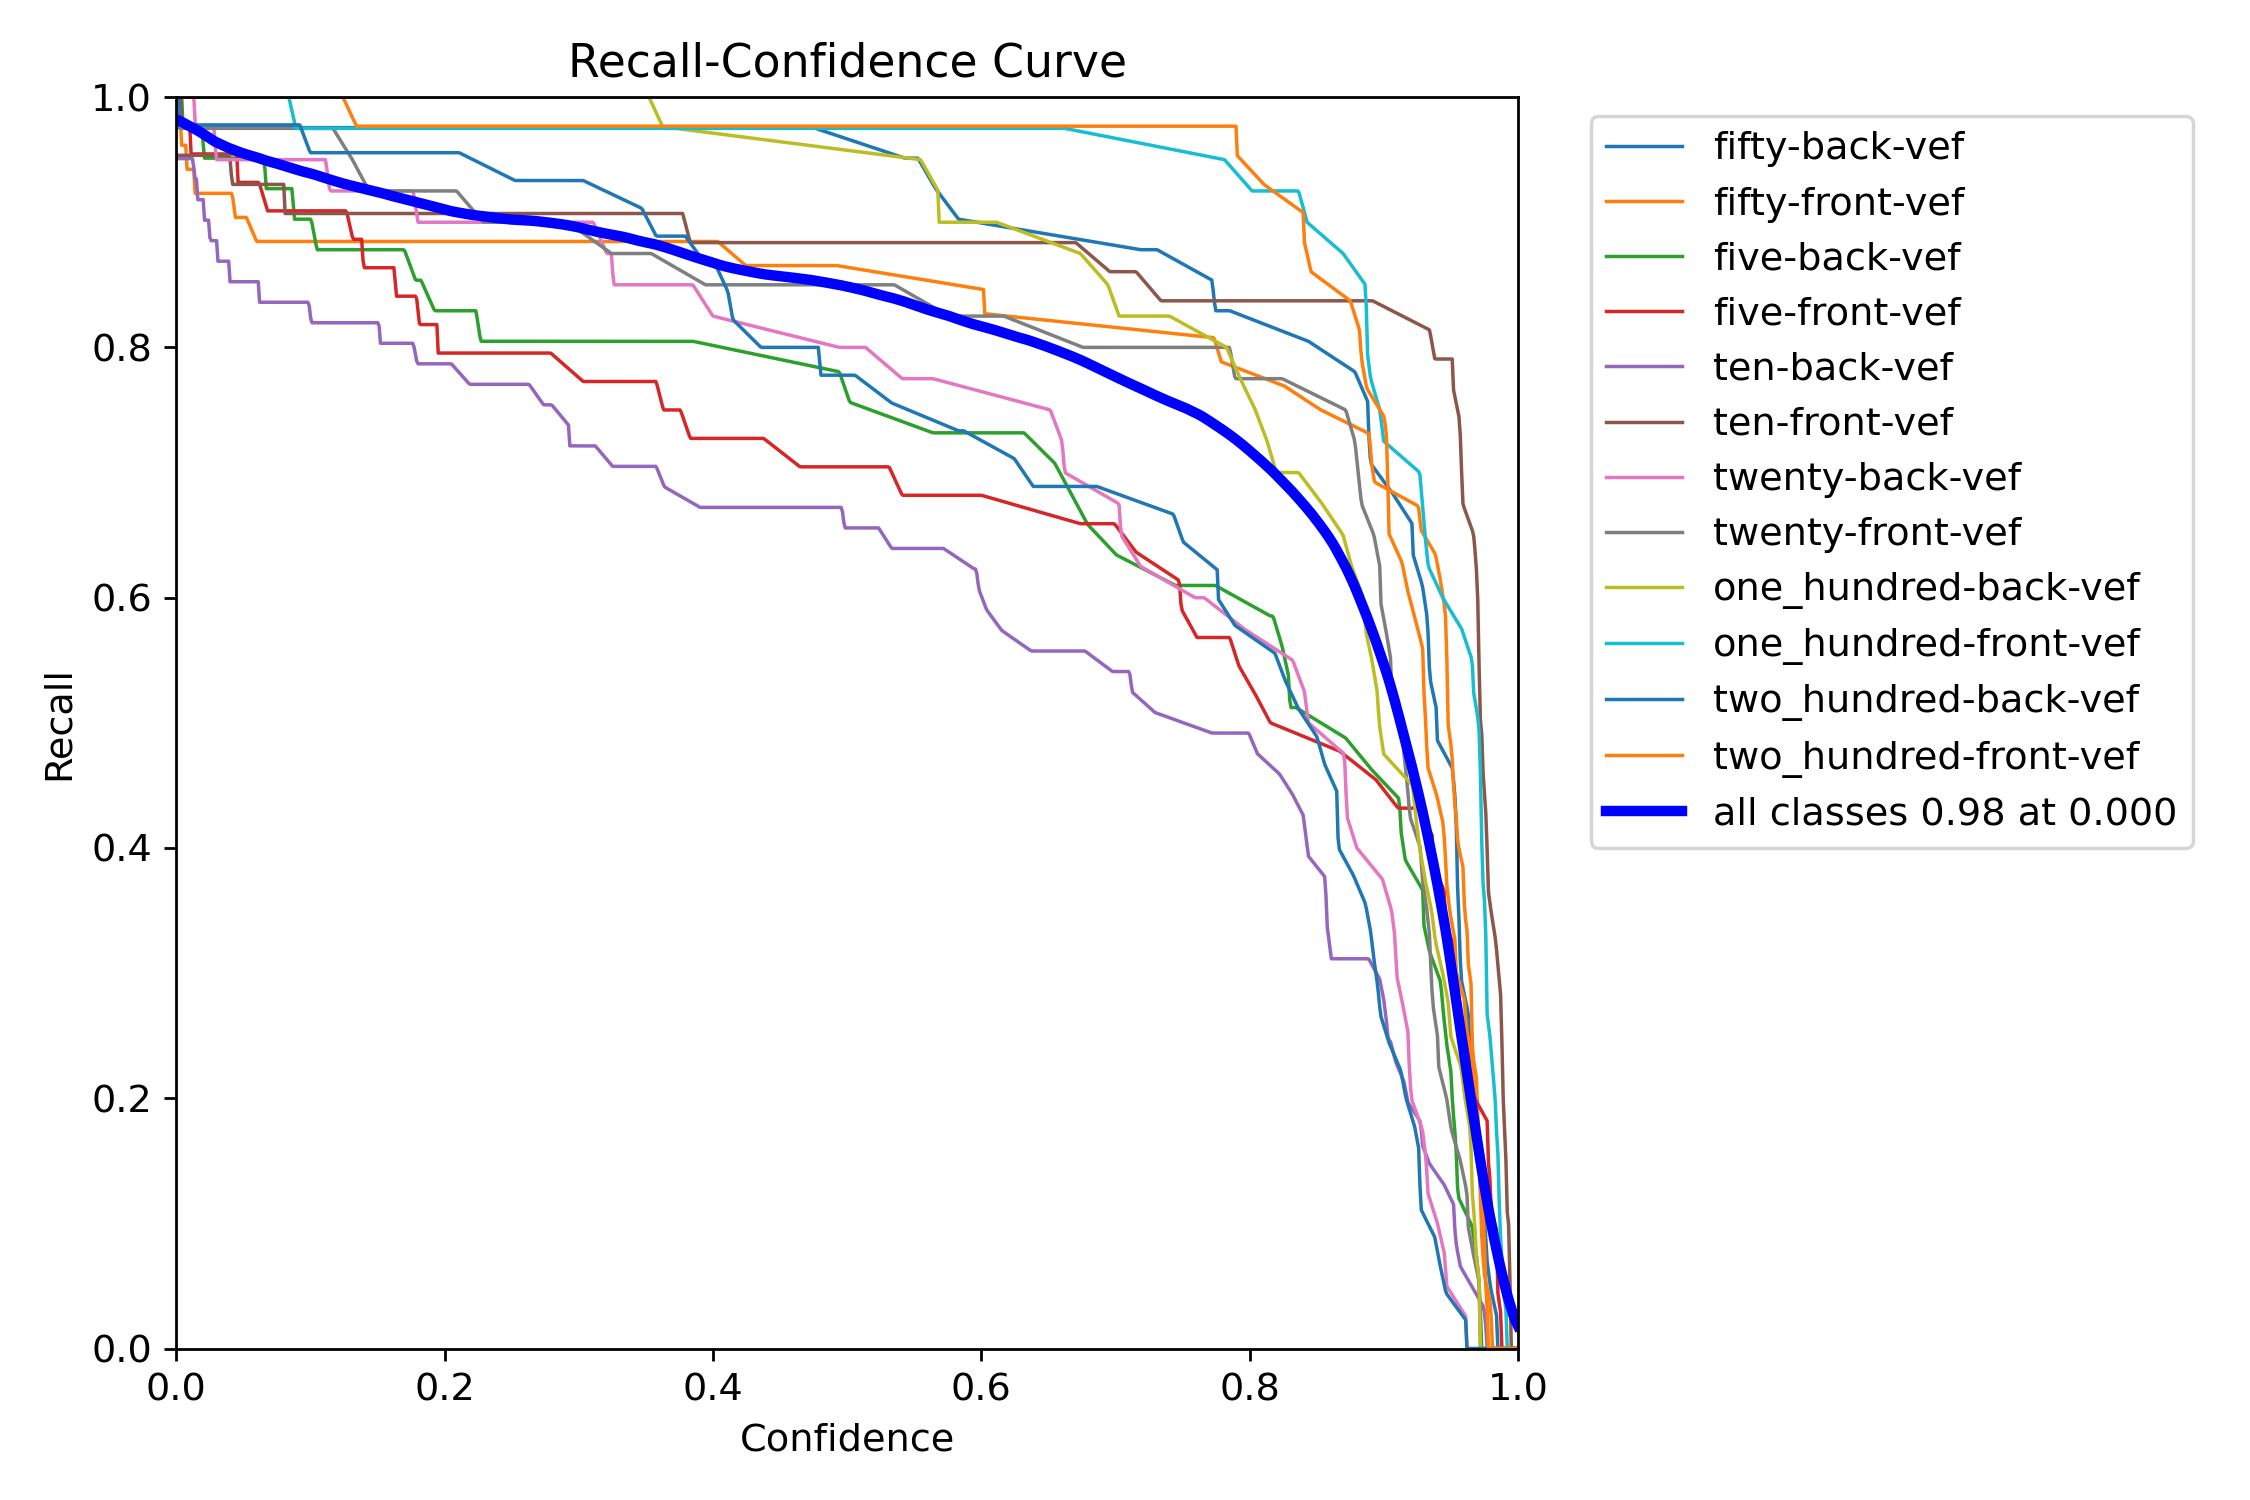 Recall-Confidence Curve
1.0
0.8
0.6
0.4
0.2
0.0
Recall
0.0 0.2 0.4 0.6 0.8 1.0
Confidence
fifty-back-vef
fifty-front-vef
five-back-vef
five-front-vef
ten-back-vef
ten-front-vef
twenty-back-vef
twenty-front-vef
one_hundred-back-vef
one_hundred-front-vef
two_hundred-back-vef
two_hundred-front-vef
all classes 0.98 at 0.000